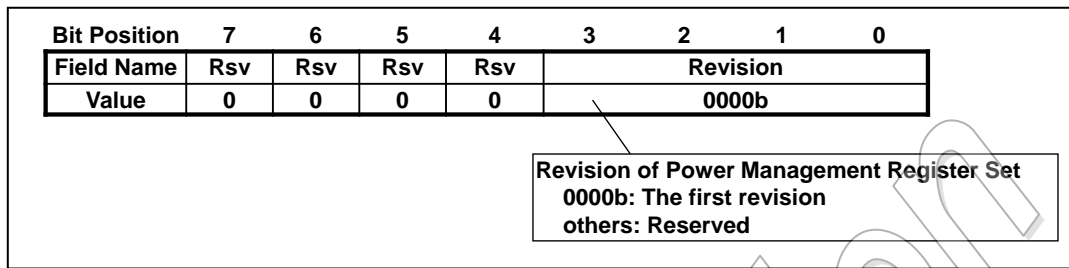 Bit Position 7 6 5 4 3 2 1 0
Field Name Rsv Rsv Rsv Rsv Revision
Value 0 0 0 0 0000b
Revision of Power Management Register Set
0000b: The first revision
others: Reserved